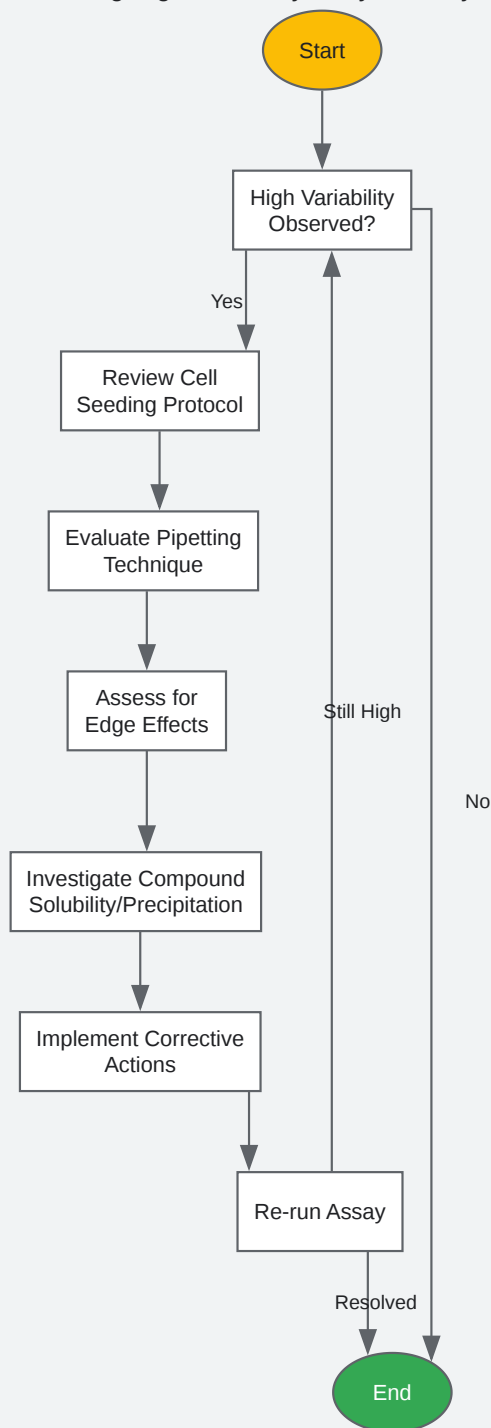 Start
High Variability
Observed?
Yes
Review Cell
Seeding Protocol
Evaluate Pipetting
Technique
Assess for
Edge Effects
Still High
No
Investigate Compound
Solubility/Precipitation
Implement Corrective
Actions
Re-run Assay
Resolved
End